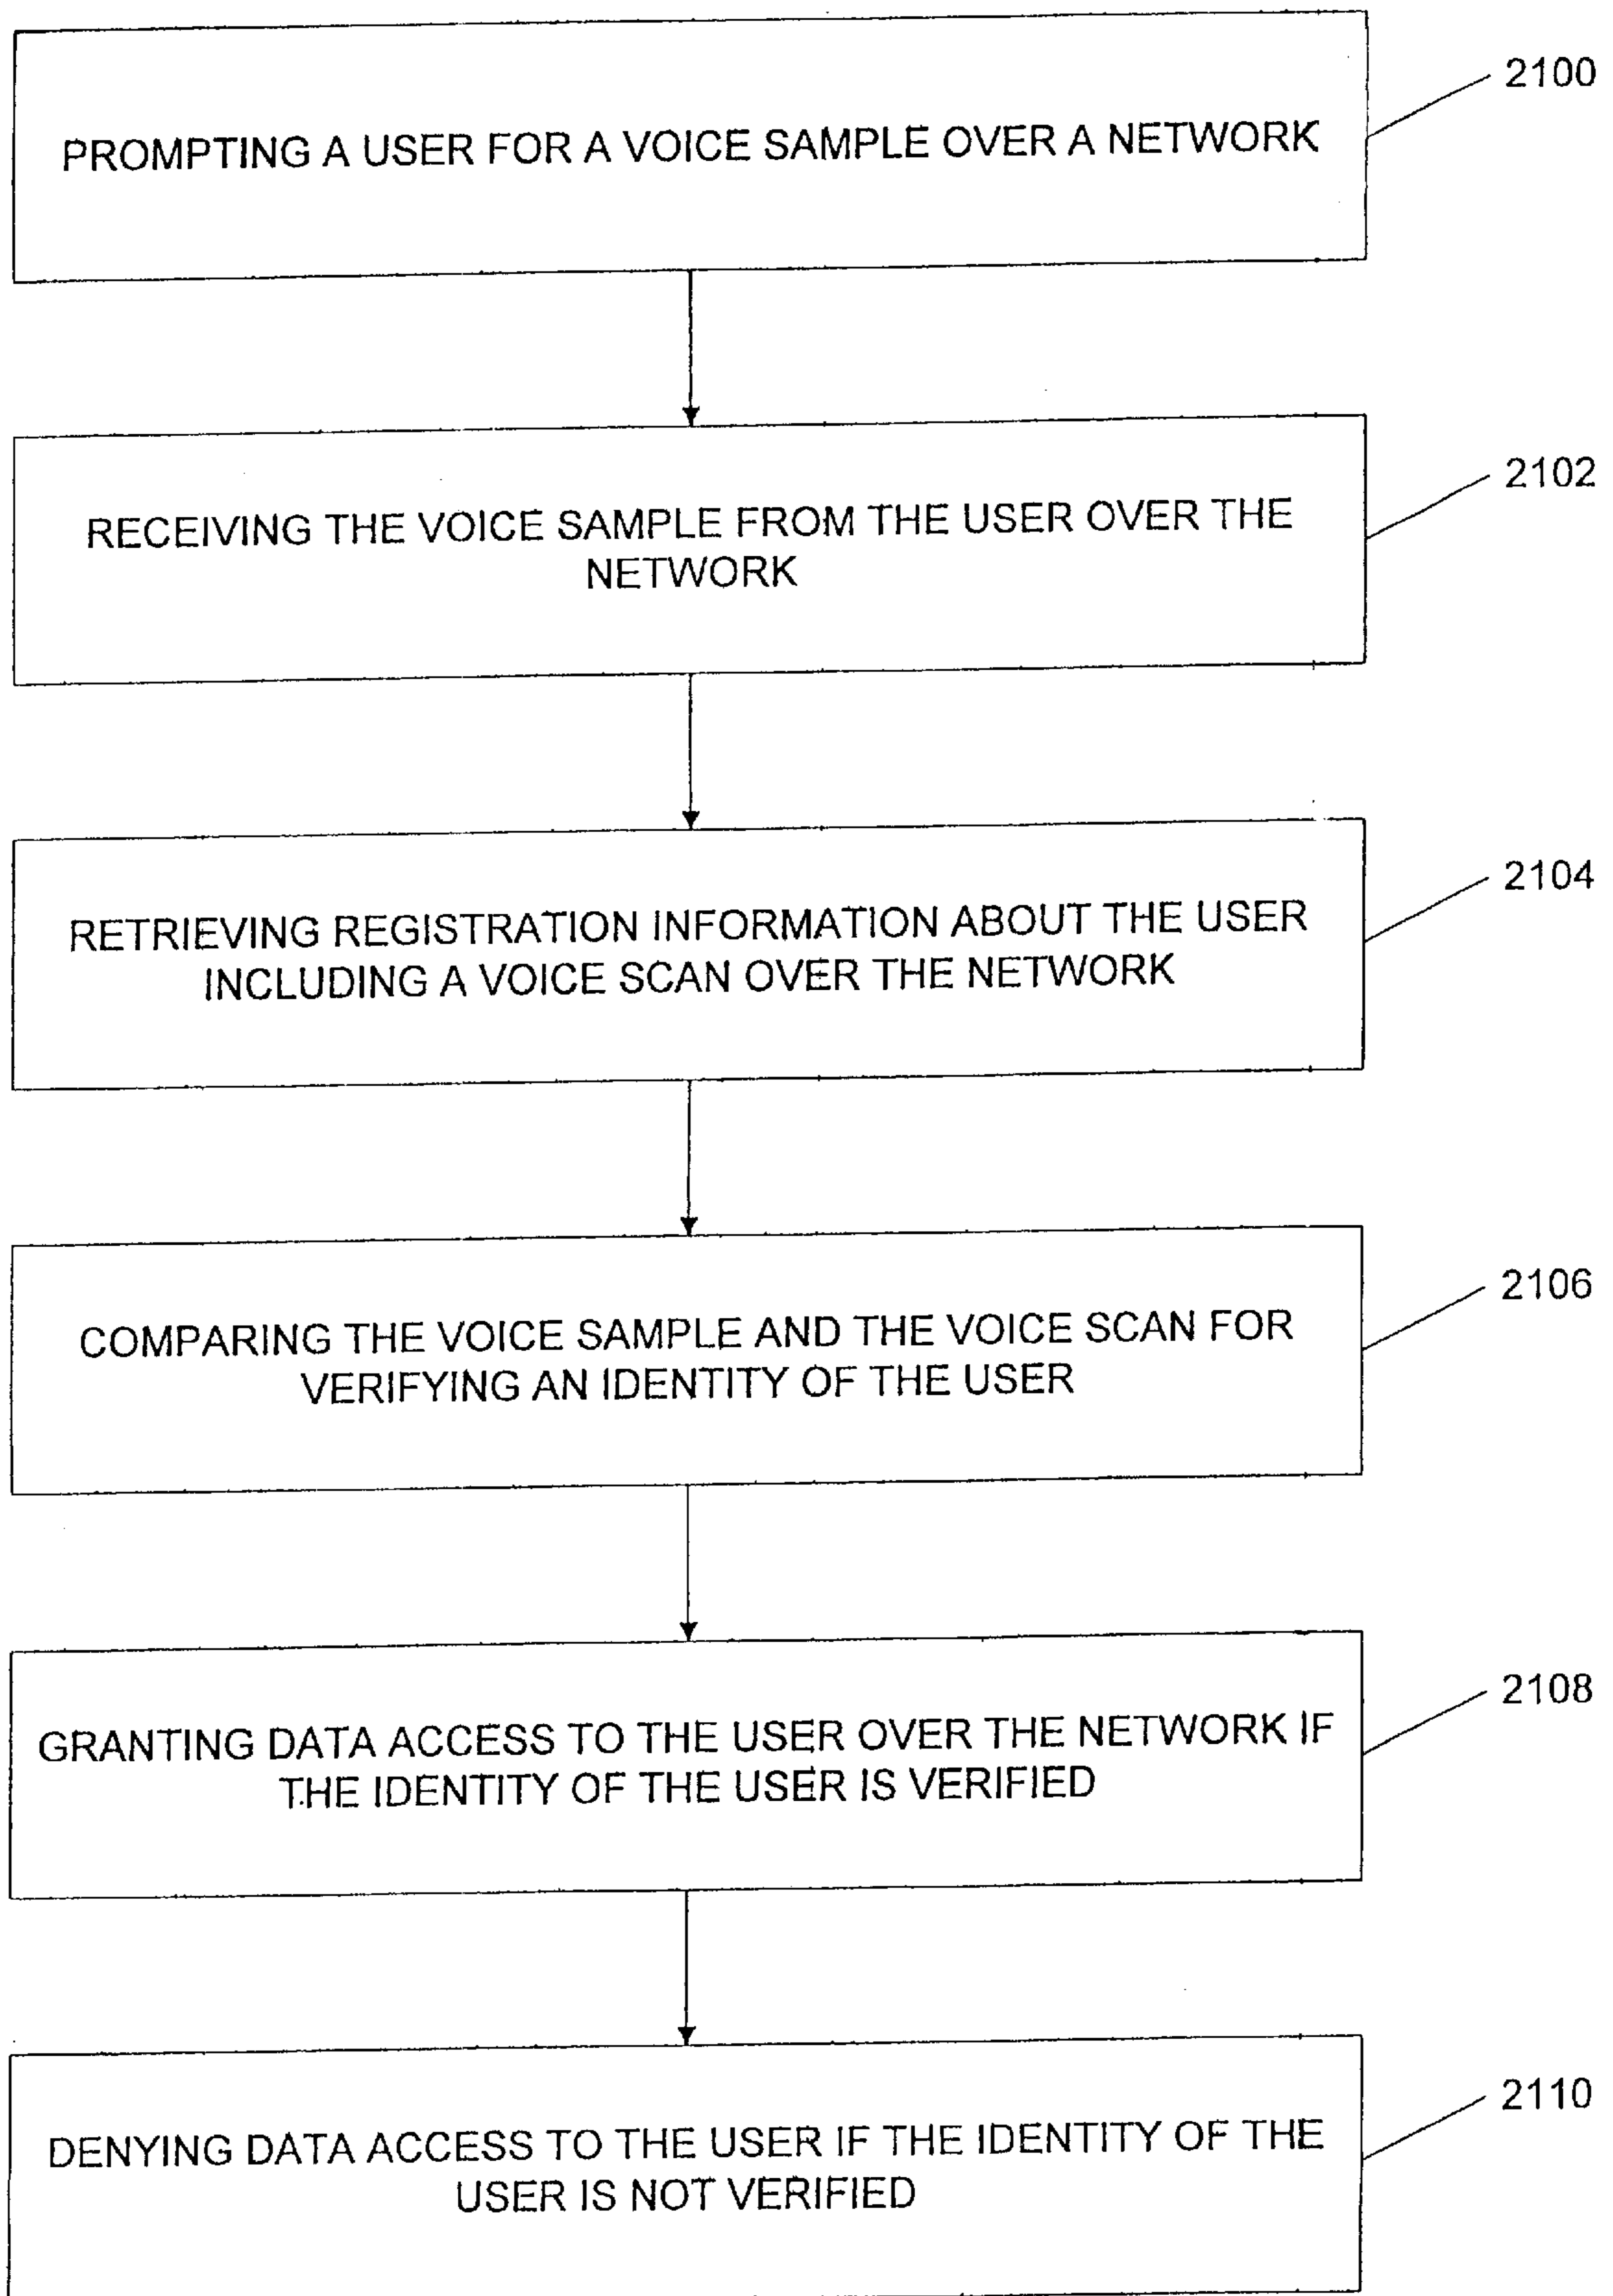 2100
PROMPTING A USER FOR A VOICE SAMPLE OVER A NETWORK
2102
RECEIVING THE VOICE SAMPLE FROM THE USER OVER THE
NETWORK
2104
RETRIEVING REGISTRATION INFORMATION ABOUT THE USER
INCLUDING A VOICE SCAN OVER THE NETWORK
2106
COMPARING THE VOICE SAMPLE AND THE VOICE SCAN FOR
VERIFYING AN IDENTITY OF THE USER
2108
GRANTING DATA ACCESS TO THE USER OVER THE NETWORK IF
THE IDENTITY OF THE USER IS VERIFIED
2110
DENYING DATA ACCESS TO THE USER IF THE IDENTITY OF THE
USER IS NOT VERIFIED